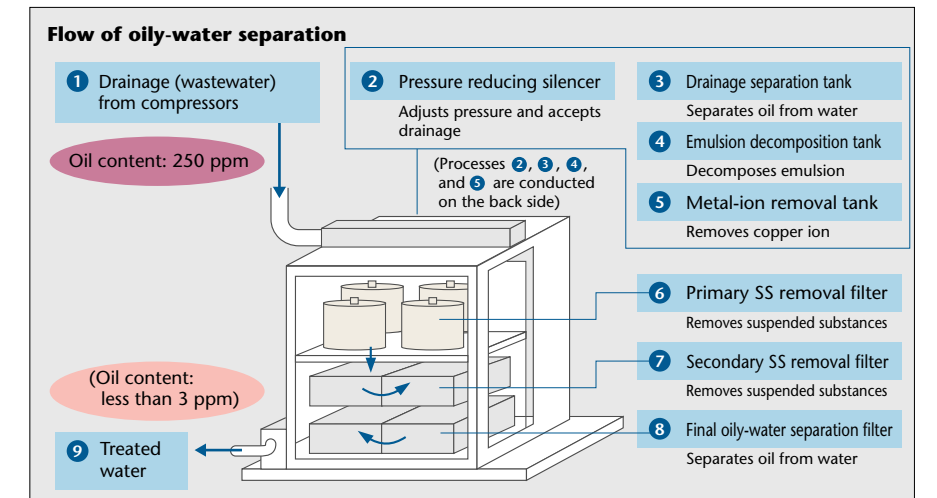 Flow of oily-water separation
1 Drainage (wastewater)
from compressors
Oil content: 250 ppm
2 Pressure reducing silencer
Adjusts pressure and accepts
drainage
(Processes 2, 3, 4,
and 5 are conducted
on the back side)
3 Drainage separation tank
Separates oil from water
4 Emulsion decomposition tank
Decomposes emulsion
5 Metal-ion removal tank
Removes copper ion
6 Primary SS removal filter
Removes suspended substances
7 Secondary SS removal filter
Removes suspended substances
8 Final oily-water separation filter
Separates oil from water
(Oil content:
less than 3 ppm)
9 Treated
water